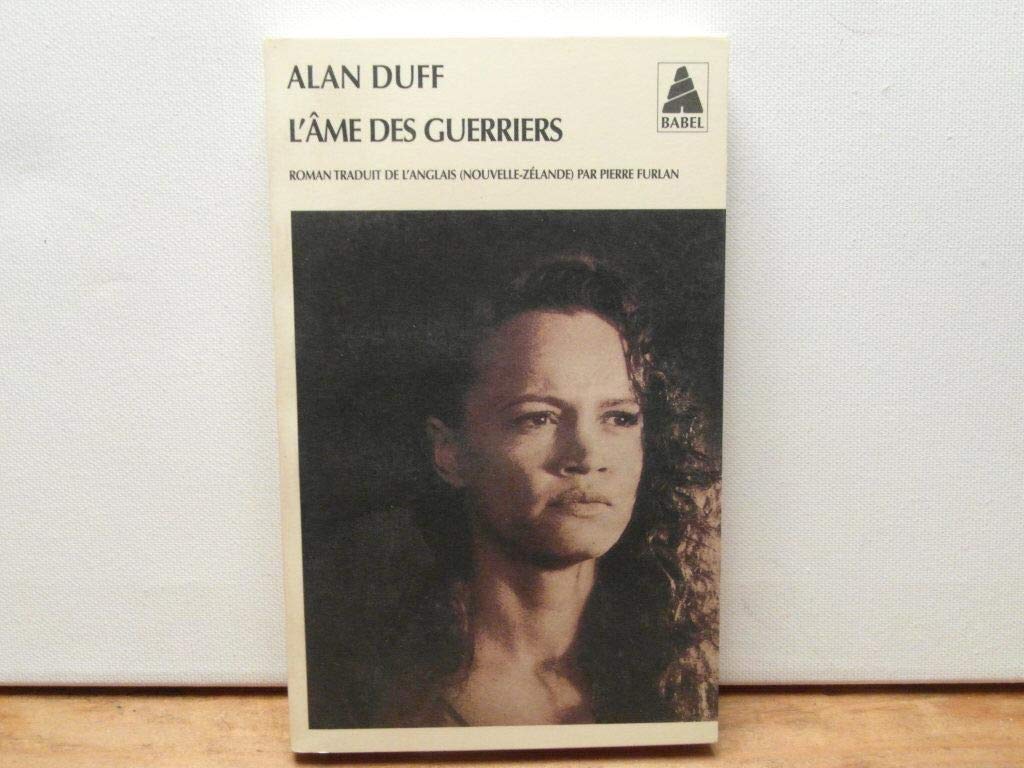 ALAN DUFF
L'ÂME DES GUERRIERS
BABEL
ROMAN TRADUIT DE L'ANGLAIS (NOUVELLE-ZÉLANDE) PAR PIERRE FURLAN